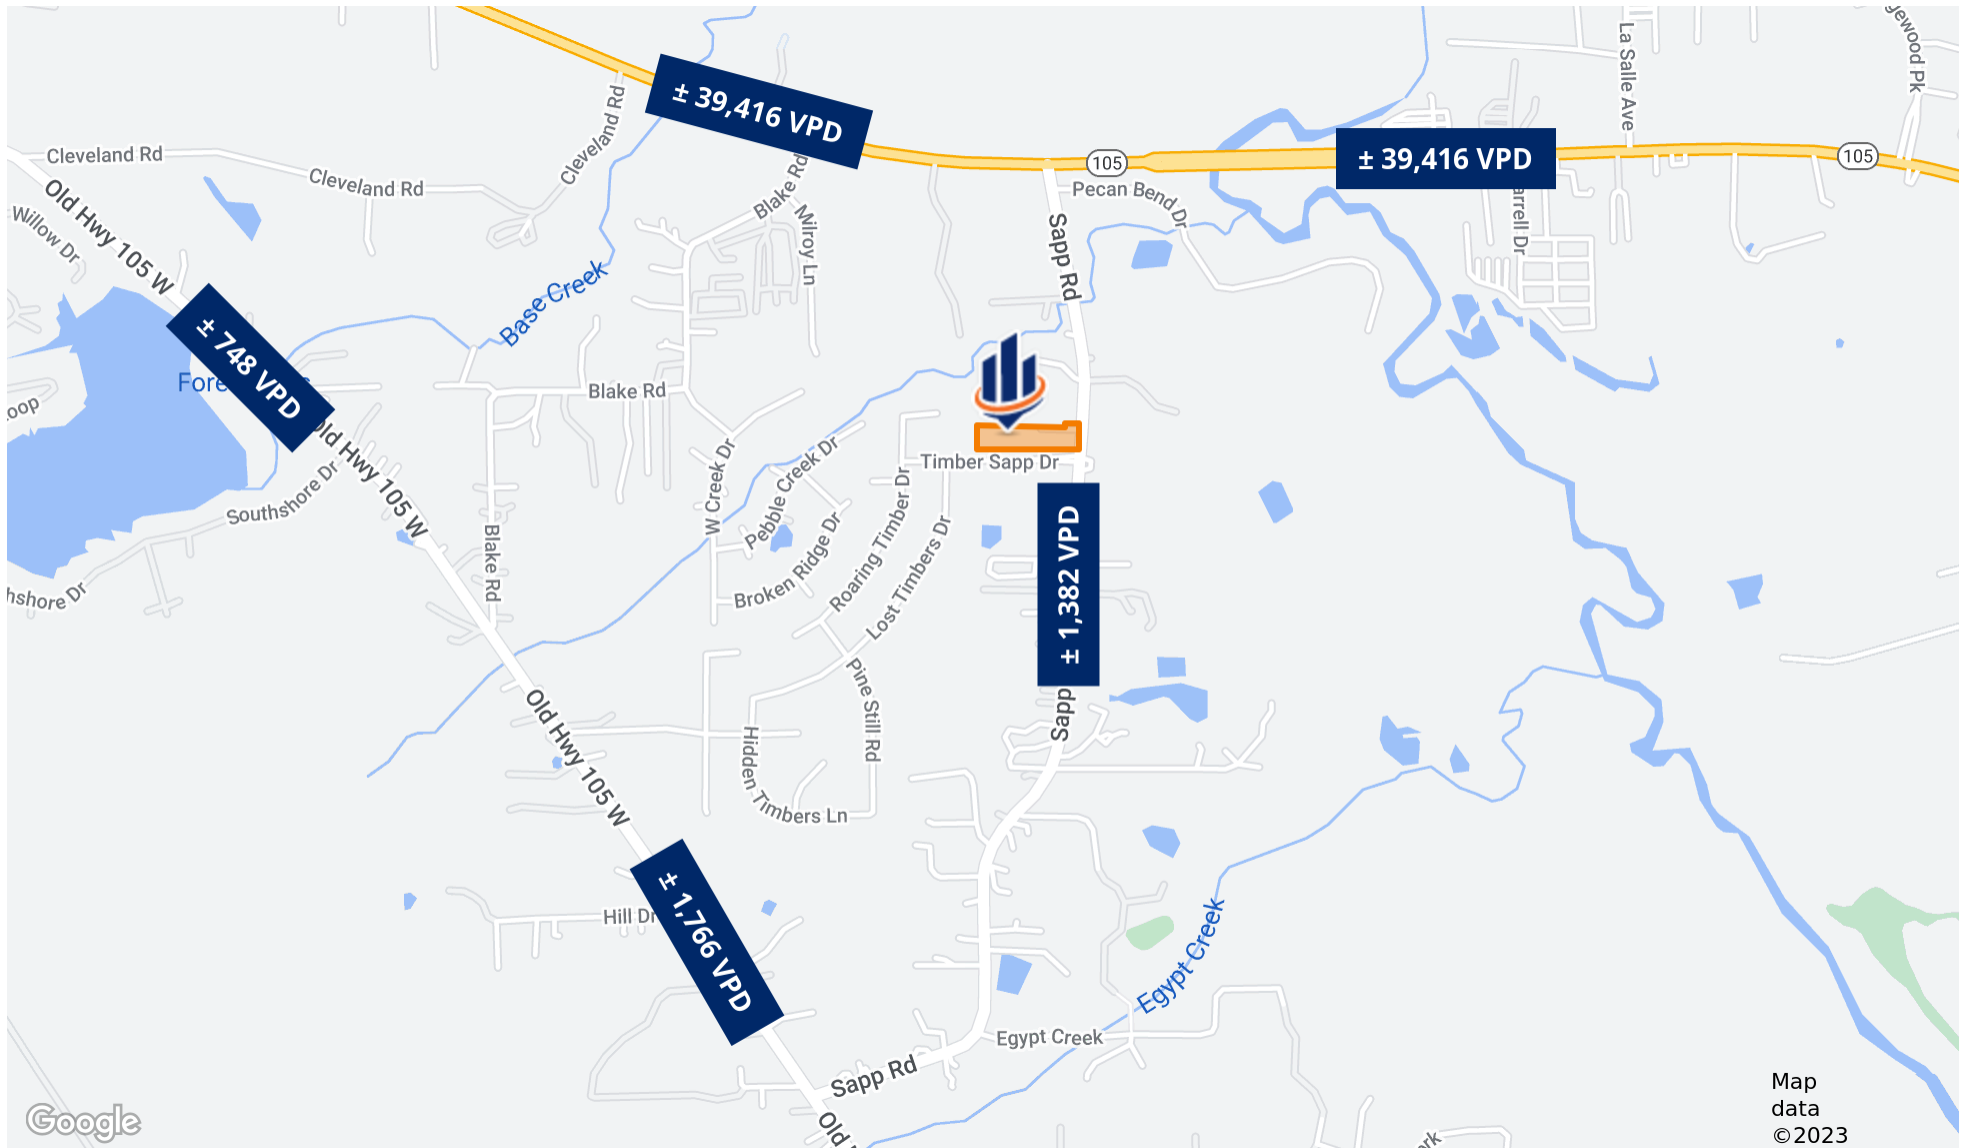 La Salle Ave
± 39,416 VPD
Cleveland Rd
105
± 39,416 VPD
105
Cleveland Rd
Cleveland Rd
Old Hwy 105 W
Willow Dr
Blake Rd
Milroy Ln
Pecan Bend Dr
Sapp Rd
Base Creek
± 748 VPD
Blake Rd
Old Hwy 105 W
Southshore Dr
W Creek Dr
Pebble Creek Dr
Timber Sapp Dr
Blake Rd
Broken Ridge Dr
Roaring Timber Dr
Lost Timbers Dr
± 1,382 VPD
Sapp
Pine Still Rd
Old Hwy 105 W
Hidden Timbers Ln
Hill Dr
± 1,766 VPD
Egypt Creek
Egypt Creek
Sapp Rd
Old
Google
Map
data
©2023